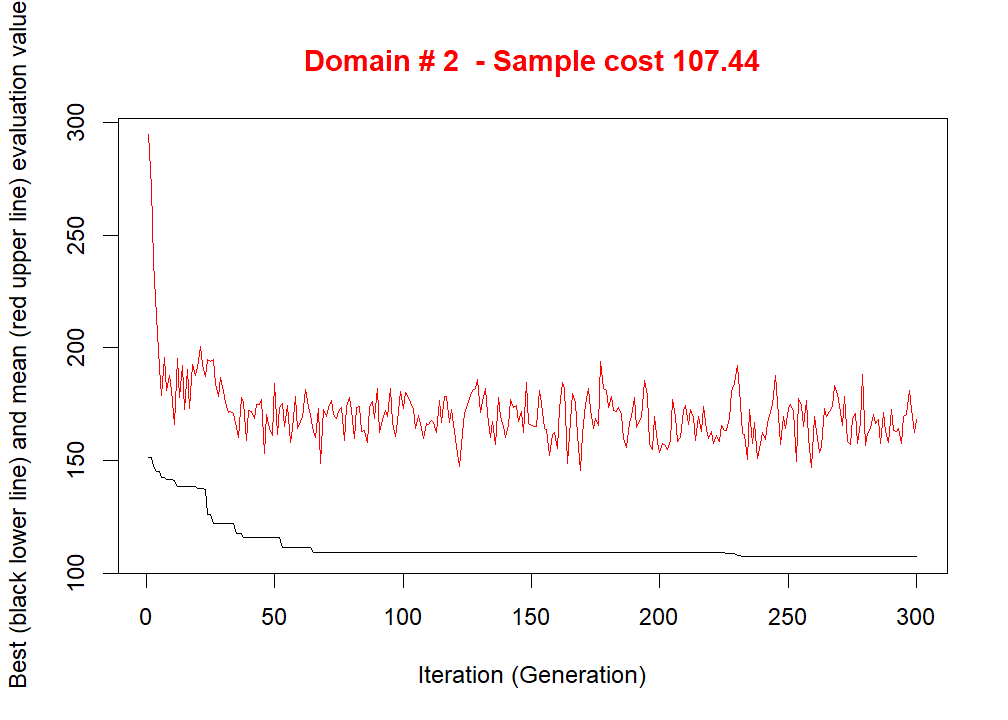 Domain # 2  - Sample cost 107.44
Best (black lower line) and mean (red upper line) evaluation value
300
250
200
150
100
0 50 100 150 200 250 300
Iteration (Generation)